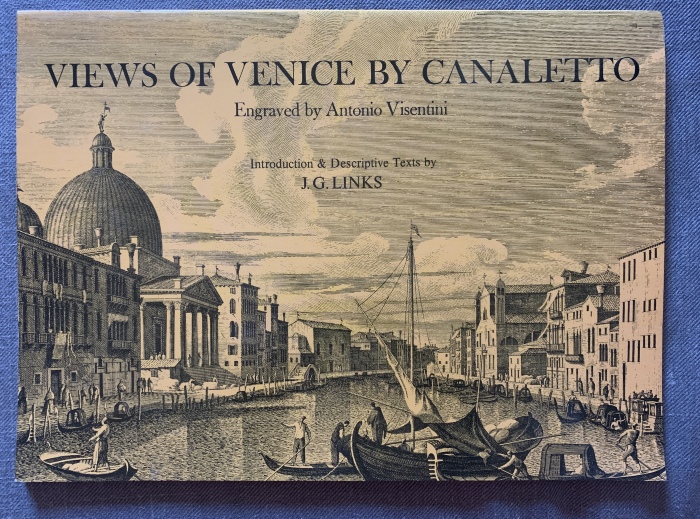 VIEWS OF VENICE BY CANALETTO
Engraved by Antonio Visentini
Introduction & Descriptive Texts by
J. G. LINKS